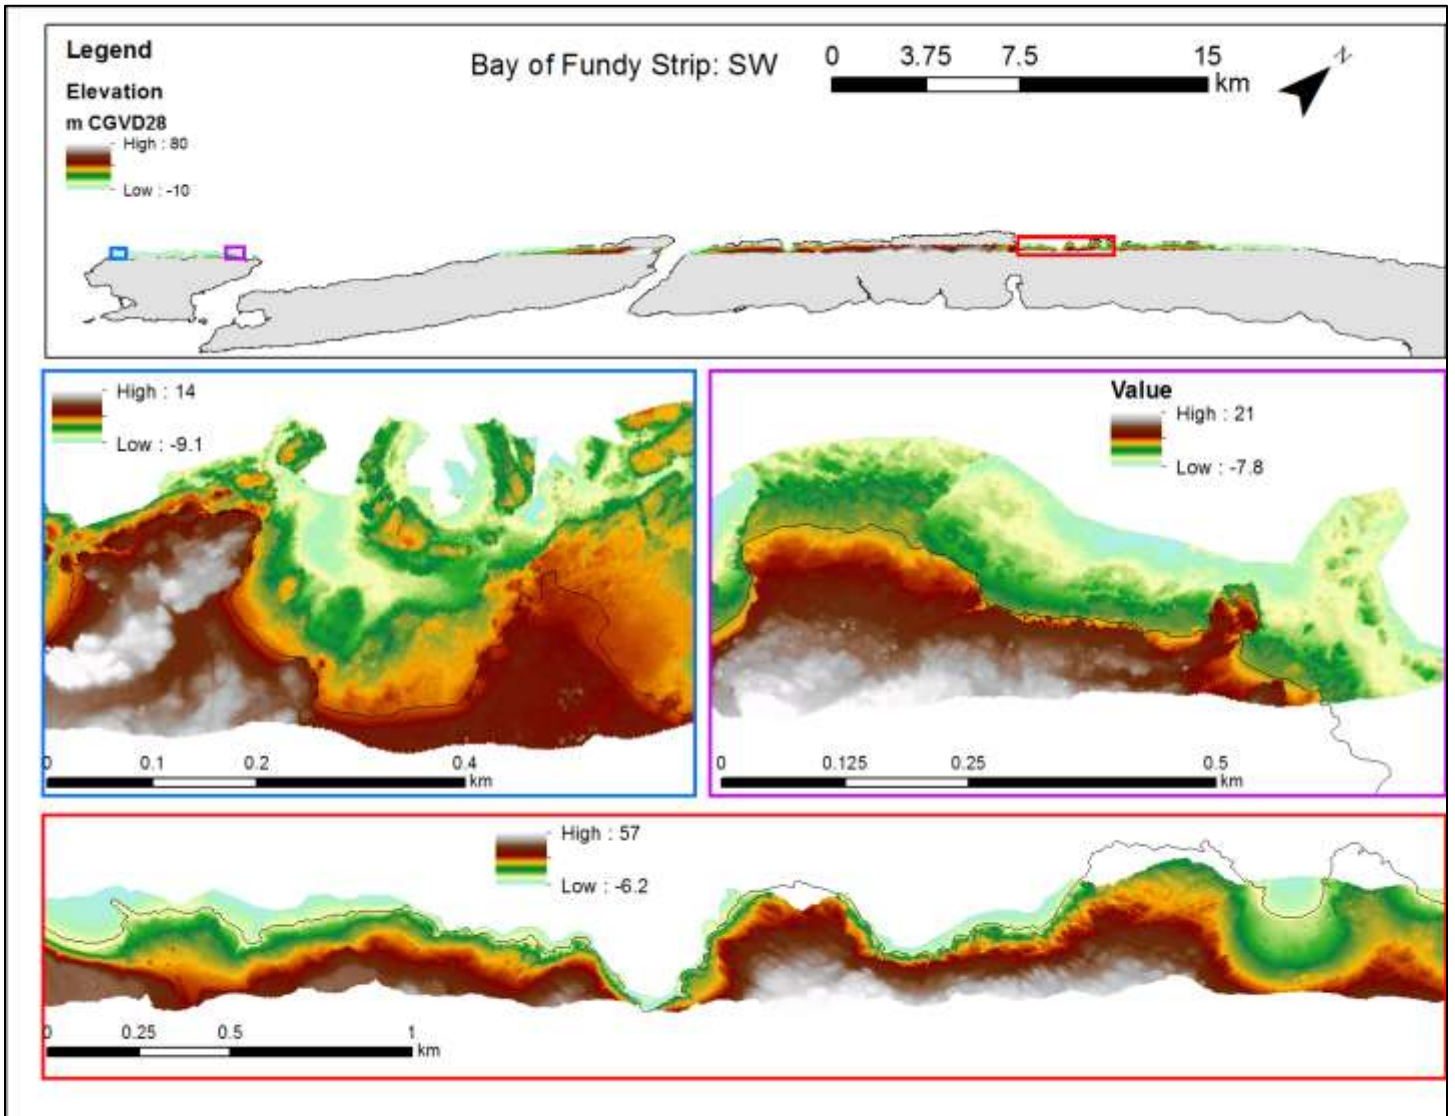 Legend
Bay of Fundy Strip: SW
0 3.75 7.5 15
km
N
Elevation
m CGVD28
High : 80
Low : -10
High : 14
Low : -9.1
0 0.1 0.2 0.4
km
Value
High : 21
Low : -7.8
0 0.125 0.25 0.5
km
High : 57
Low : -6.2
0 0.25 0.5 1
km